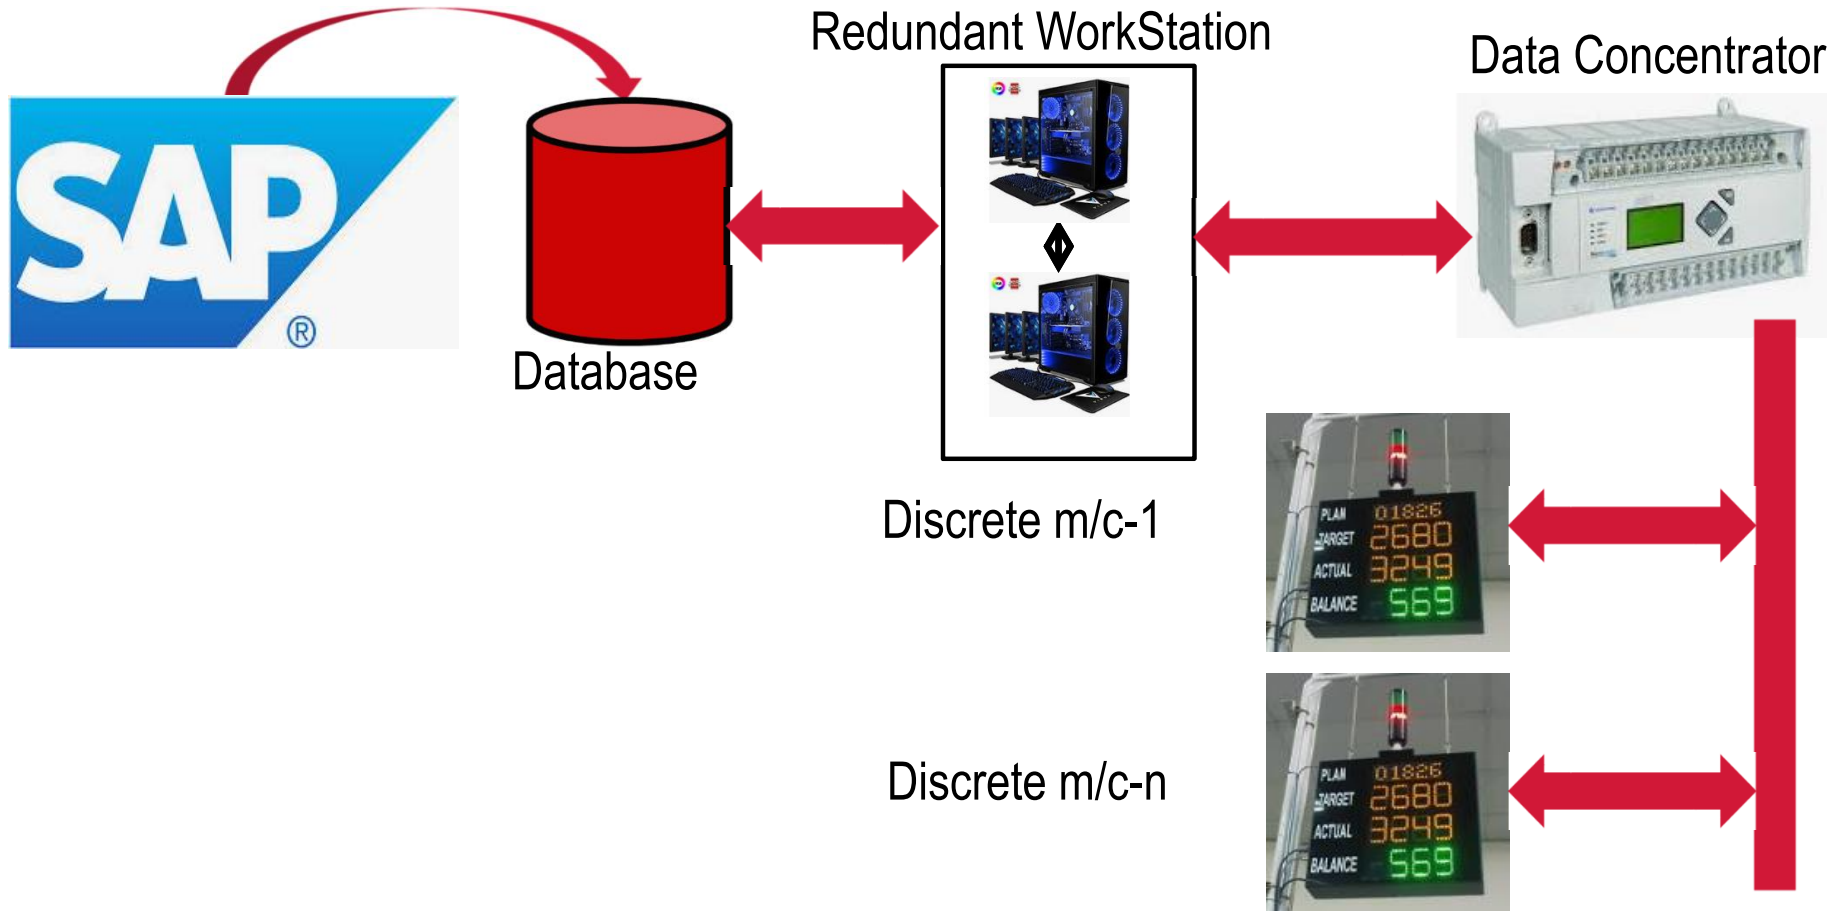 Redundant WorkStation
Data Concentrator
SAP
®
Database
Discrete m/c-1
PLAN 01826
TARGET 2680
ACTUAL 3249
BALANCE 569
Discrete m/c-n
PLAN 01826
TARGET 2680
ACTUAL 3249
BALANCE 569